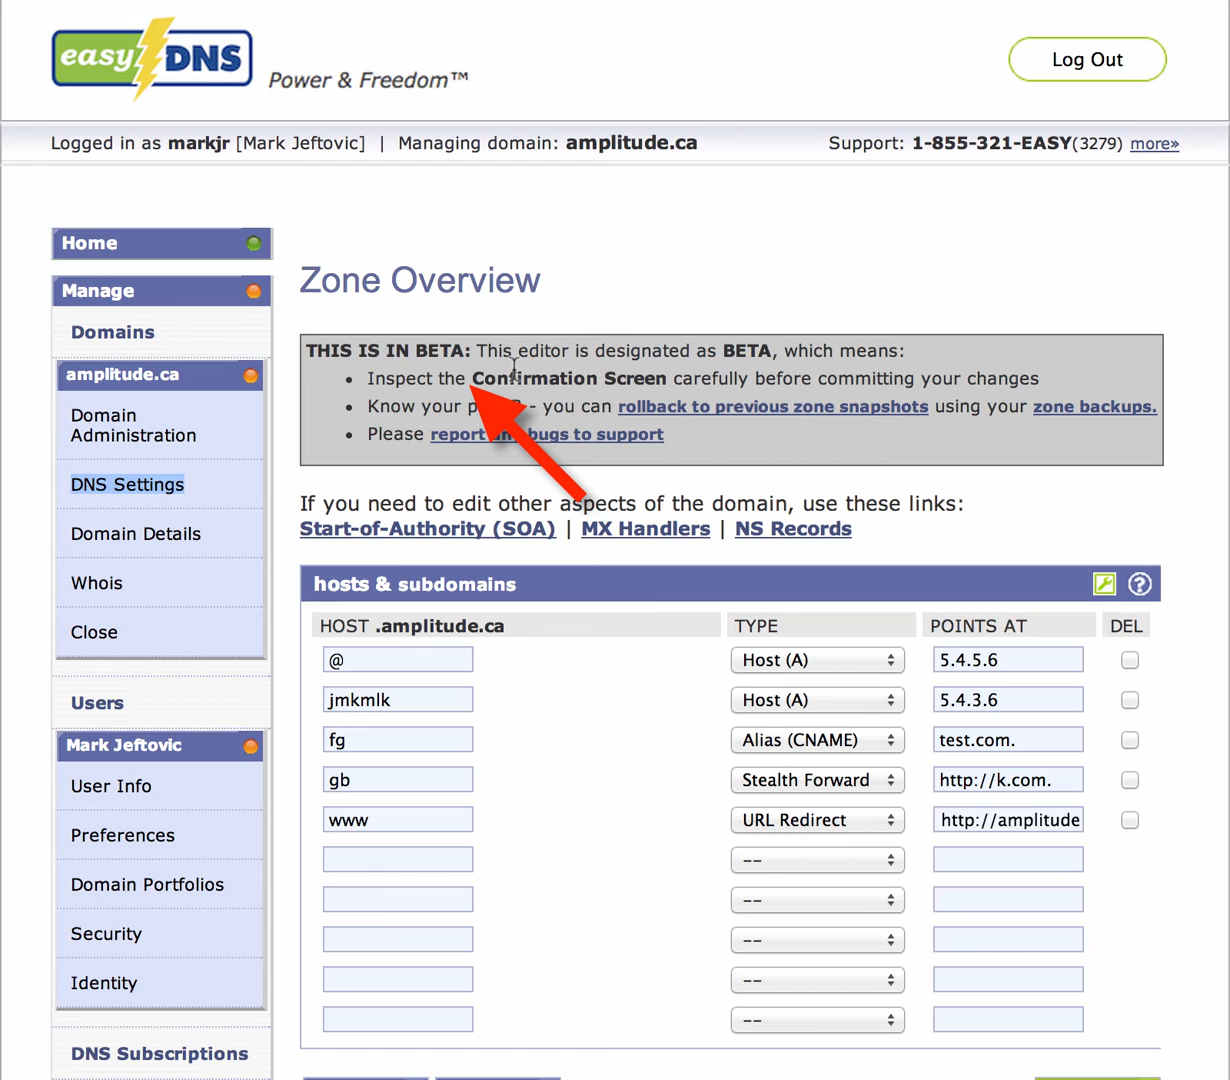 easyDNS Power & Freedom™
Log Out
Logged in as markjr [Mark Jeftovic] | Managing domain: amplitude.ca
Support: 1-855-321-EASY(3279) more»
Home
Manage
Domains
amplitude.ca
Domain
Administration
DNS Settings
Domain Details
Whois
Close
Users
Mark Jeftovic
User Info
Preferences
Domain Portfolios
Security
Identity
DNS Subscriptions
Zone Overview
THIS IS IN BETA: This editor is designated as BETA, which means:
• Inspect the Confirmation Screen carefully before committing your changes
• Know your - you can rollback to previous zone snapshots using your zone backups.
• Please report bugs to support
If you need to edit other aspects of the domain, use these links:
Start-of-Authority (SOA) | MX Handlers | NS Records
hosts & subdomains ?
HOST .amplitude.ca TYPE POINTS AT DEL
@ Host (A) 5.4.5.6
jmkmlk Host (A) 5.4.3.6
fg Alias (CNAME) test.com.
gb Stealth Forward http://k.com.
www URL Redirect http://amplitude
--
--
--
--
--